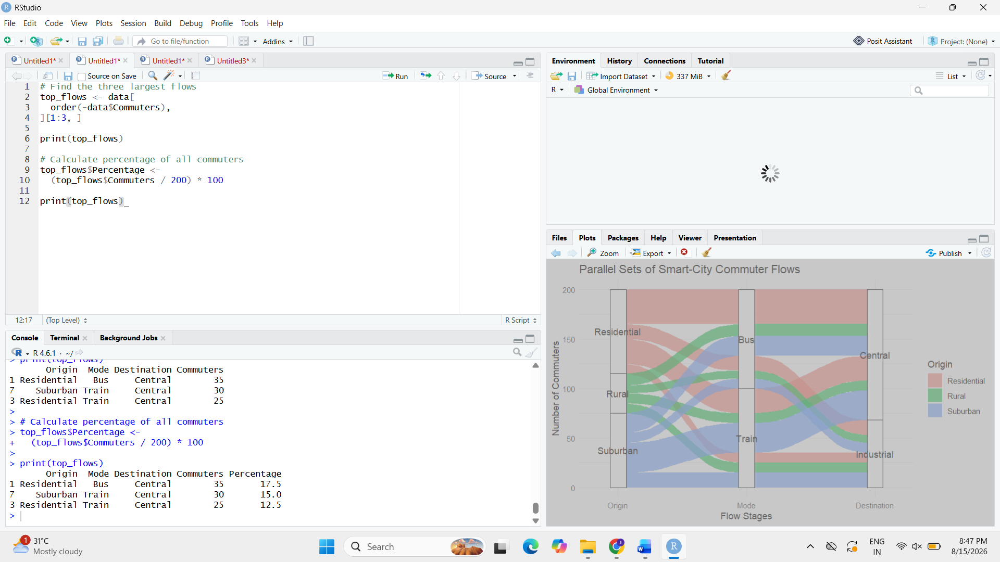 RStudio
File Edit Code View Plots Session Build Debug Profile Tools Help
Go to file/function Addins Posit Assistant Project: (None)
Untitled1* Untitled1* Untitled1* Untitled3*
Source on Save Run Source
1 # Find the three largest flows
2 top_flows <- data[
3   order(-data$Commuters),
4 ][1:3, ]
5
6 print(top_flows)
7
8 # Calculate percentage of all commuters
9 top_flows$Percentage <-
10   (top_flows$Commuters / 200) * 100
11
12 print(top_flows)
12:17 (Top Level) R Script
Console Terminal Background Jobs
R 4.6.1 · ~/
> print(top_flows)
Origin Mode Destination Commuters
1 Residential Bus Central 35
7 Suburban Train Central 30
3 Residential Train Central 25
>
> # Calculate percentage of all commuters
> top_flows$Percentage <-
+   (top_flows$Commuters / 200) * 100
>
> print(top_flows)
Origin Mode Destination Commuters Percentage
1 Residential Bus Central 35 17.5
7 Suburban Train Central 30 15.0
3 Residential Train Central 25 12.5
>
Environment History Connections Tutorial
Import Dataset 337 MiB List
R Global Environment
Files Plots Packages Help Viewer Presentation
Zoom Export Publish
Parallel Sets of Smart-City Commuter Flows
Number of Commuters
200
150
100
50
0
Residential
Rural
Suburban
Bus
Train
Central
Industrial
Origin Mode Destination
Flow Stages
Origin
Residential
Rural
Suburban
1
31°C
Mostly cloudy
Search
ENG
IN
8:47 PM
8/15/2026